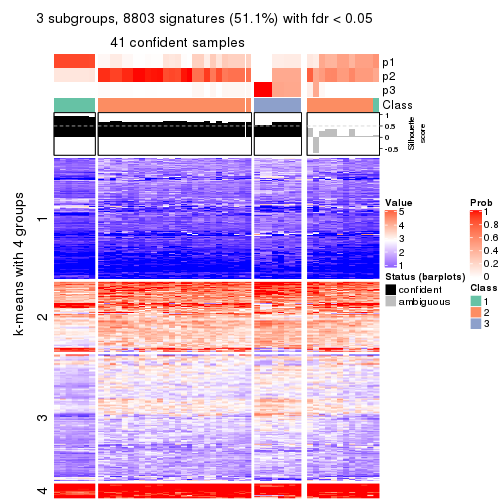 3 subgroups, 8803 signatures (51.1%) with fdr < 0.05
41 confident samples
p1
p2
p3
Class
1
0.5
0
-0.5
Silhouette
score
k-means with 4 groups
1
2
3
4
Value
5
4
3
2
1
Status (barplots)
confident
ambiguous
Prob
1
0.8
0.6
0.4
0.2
0
Class
1
2
3